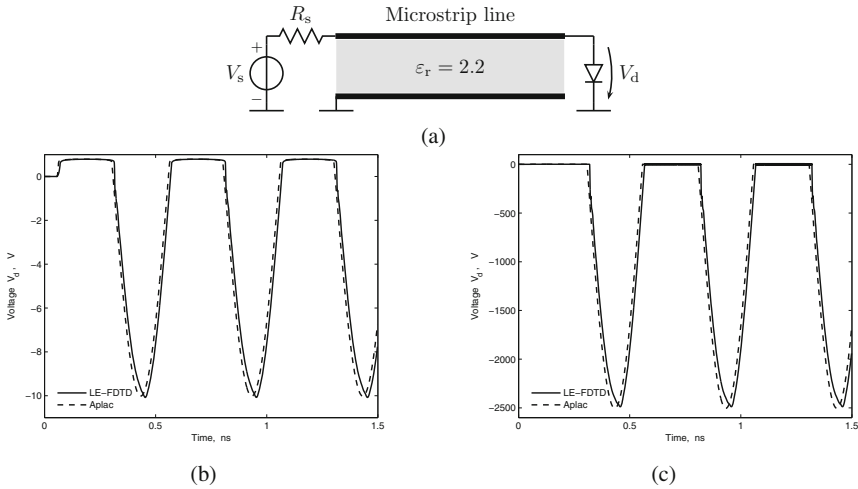 Microstrip line
R_s
+
V_s
−
ε_r = 2.2
V_d
(a)
0
−2
−4
−6
−8
−10
Voltage V_d, V
LE−FDTD
Aplac
0
0.5
1
1.5
Time, ns
(b)
0
−500
−1000
−1500
−2000
−2500
Voltage V_d, V
LE−FDTD
Aplac
0
0.5
1
1.5
Time, ns
(c)